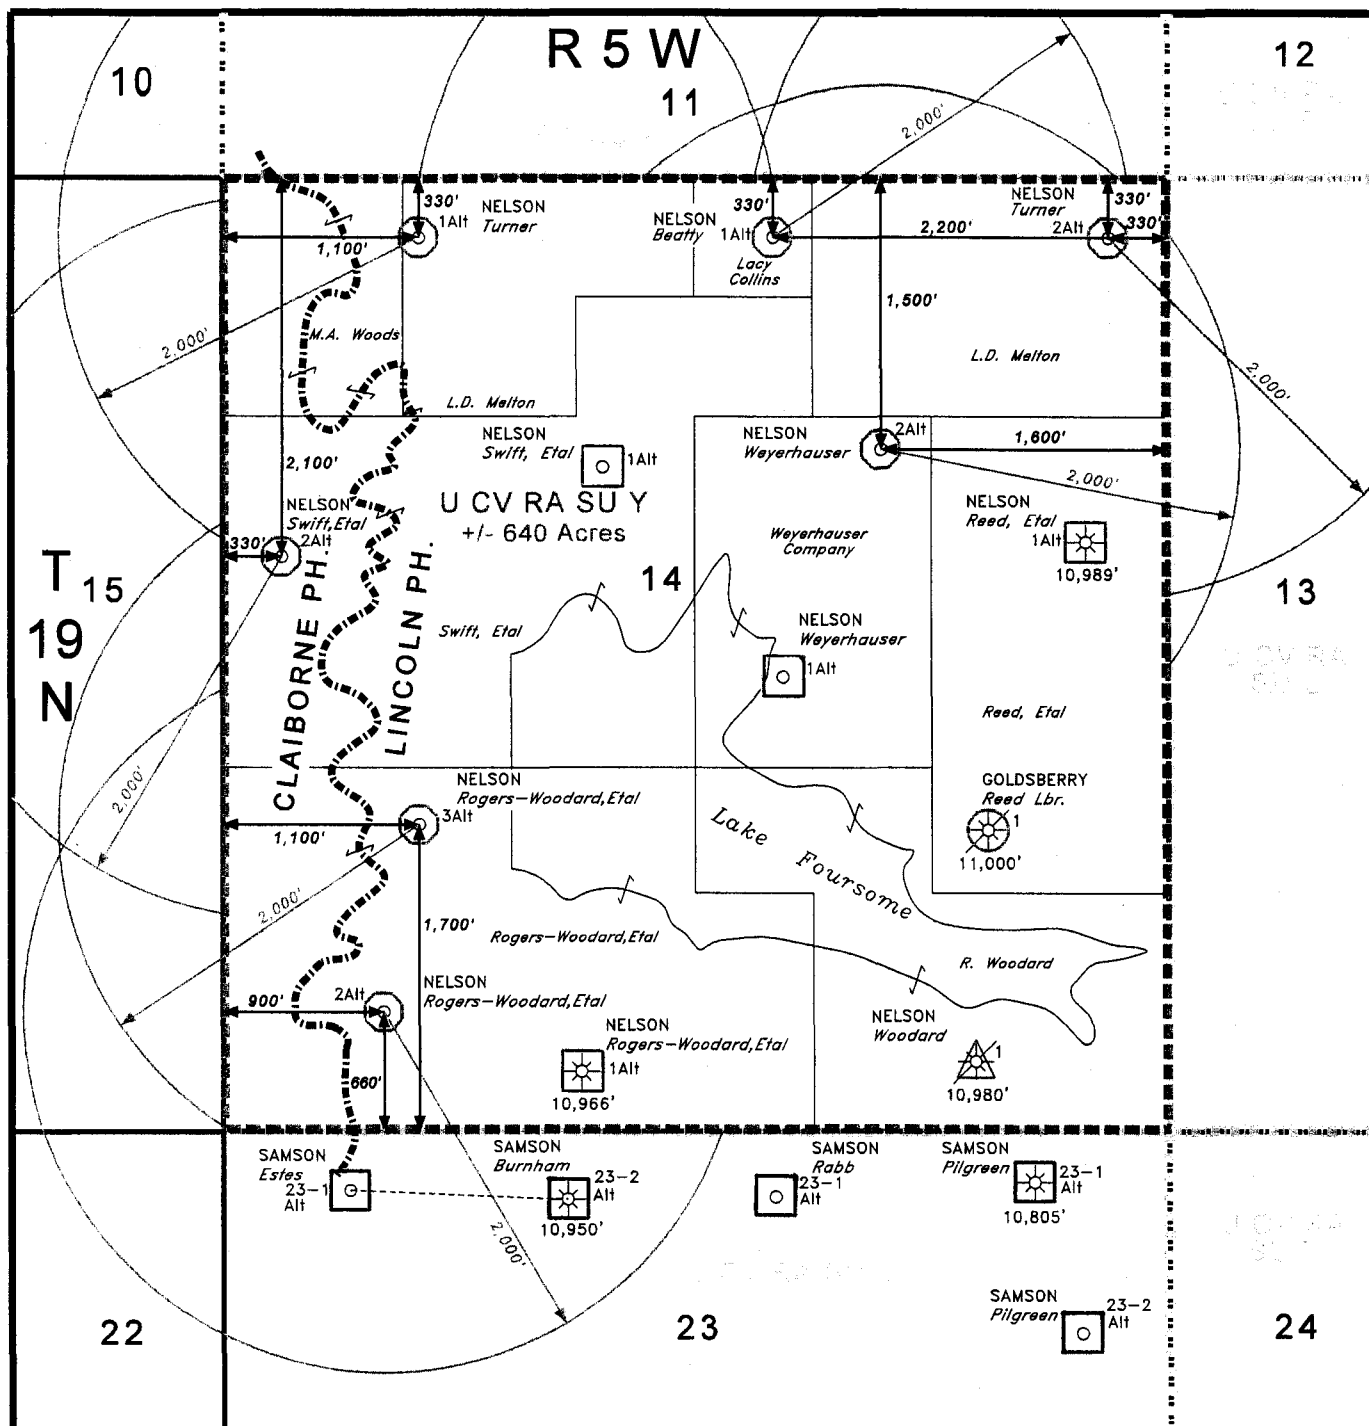 R 5 W
10
11
12
2,000'
330'
1Alt
NELSON
Turner
1,100'
NELSON
Beatty
330'
1Alt
Lacy
Collins
2,200'
NELSON
Turner
2Alt
330'
330'
1,500'
2,000'
M.A. Woods
L.D. Melton
2,000'
L.D. Melton
NELSON
Swift, Etal
1Alt
NELSON
Weyerhauser
2Alt
1,600'
2,000'
2,100'
U CV RA SU Y
+/- 640 Acres
NELSON
Swift,Etal
2Alt
330'
NELSON
Reed, Etal
1Alt
10,989'
Weyerhauser
Company
T 15
19
N
14
13
CLAIBORNE PH.
LINCOLN PH.
Swift, Etal
NELSON
Weyerhauser
1Alt
U CV RA
Reed, Etal
2,000'
NELSON
Rogers-Woodard,Etal
3Alt
1,100'
GOLDSBERRY
Reed Lbr.
1
11,000'
Lake Foursome
2,000'
1,700'
Rogers-Woodard,Etal
R. Woodard
900'
2Alt
NELSON
Rogers-Woodard,Etal
660'
NELSON
Rogers-Woodard,Etal
1Alt
10,966'
NELSON
Woodard
1
10,980'
SAMSON
Estes
23-1
Alt
SAMSON
Burnham
23-2
Alt
10,950'
SAMSON
Rabb
23-1
Alt
SAMSON
Pilgreen
23-1
Alt
10,805'
2,000'
SAMSON
Pilgreen
23-2
Alt
22
23
24